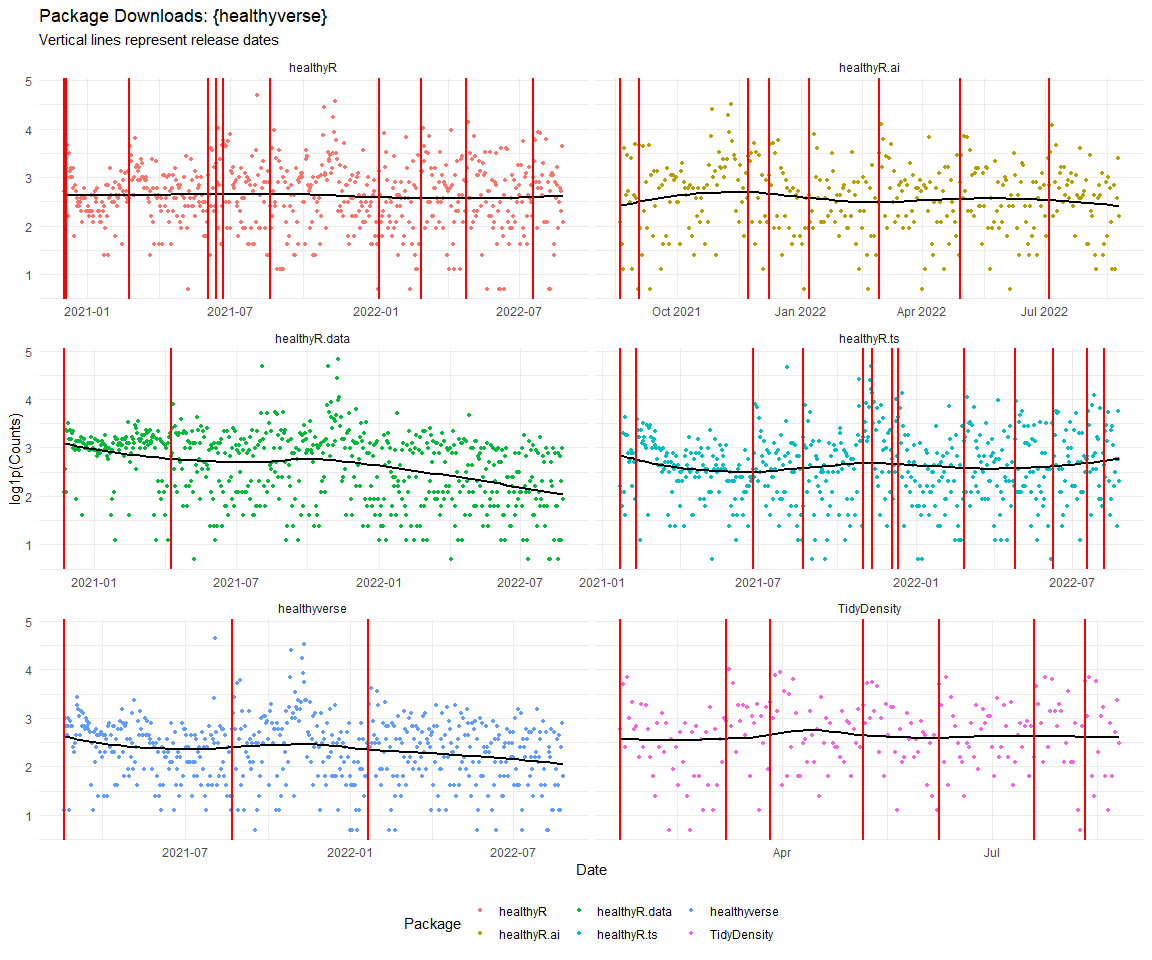 Package Downloads: {healthyverse}
Vertical lines represent release dates
healthyR
healthyR.ai
5
4
3
2
1
2021-01
2021-07
2022-01
2022-07
Oct 2021
Jan 2022
Apr 2022
Jul 2022
healthyR.data
healthyR.ts
5
4
3
2
1
log1p(Counts)
2021-01
2021-07
2022-01
2022-07
2021-01
2021-07
2022-01
2022-07
healthyverse
TidyDensity
5
4
3
2
1
2021-07
2022-01
2022-07
Apr
Jul
Date
Package
healthyR
healthyR.data
healthyverse
healthyR.ai
healthyR.ts
TidyDensity